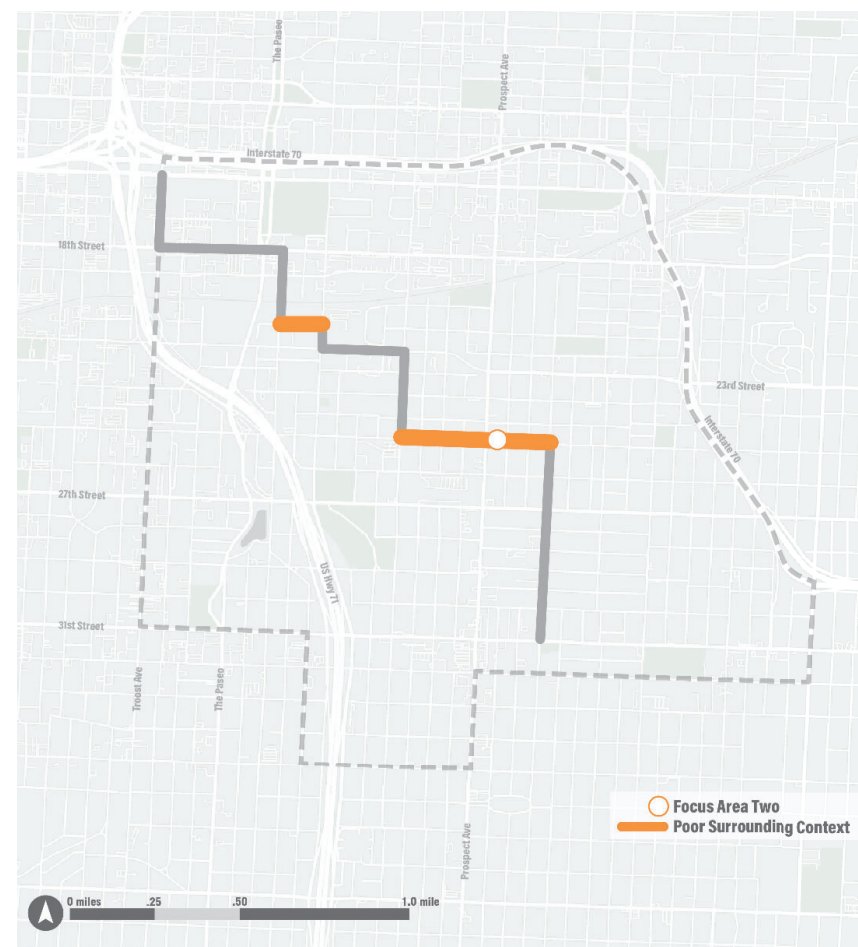 The Paseo
Prospect Ave
Interstate 70
18th Street
23rd Street
Interstate 70
27th Street
US Hwy 71
31st Street
Troost Ave
The Paseo
Focus Area Two
Poor Surrounding Context
Prospect Ave
0 miles .25 .50 1.0 mile